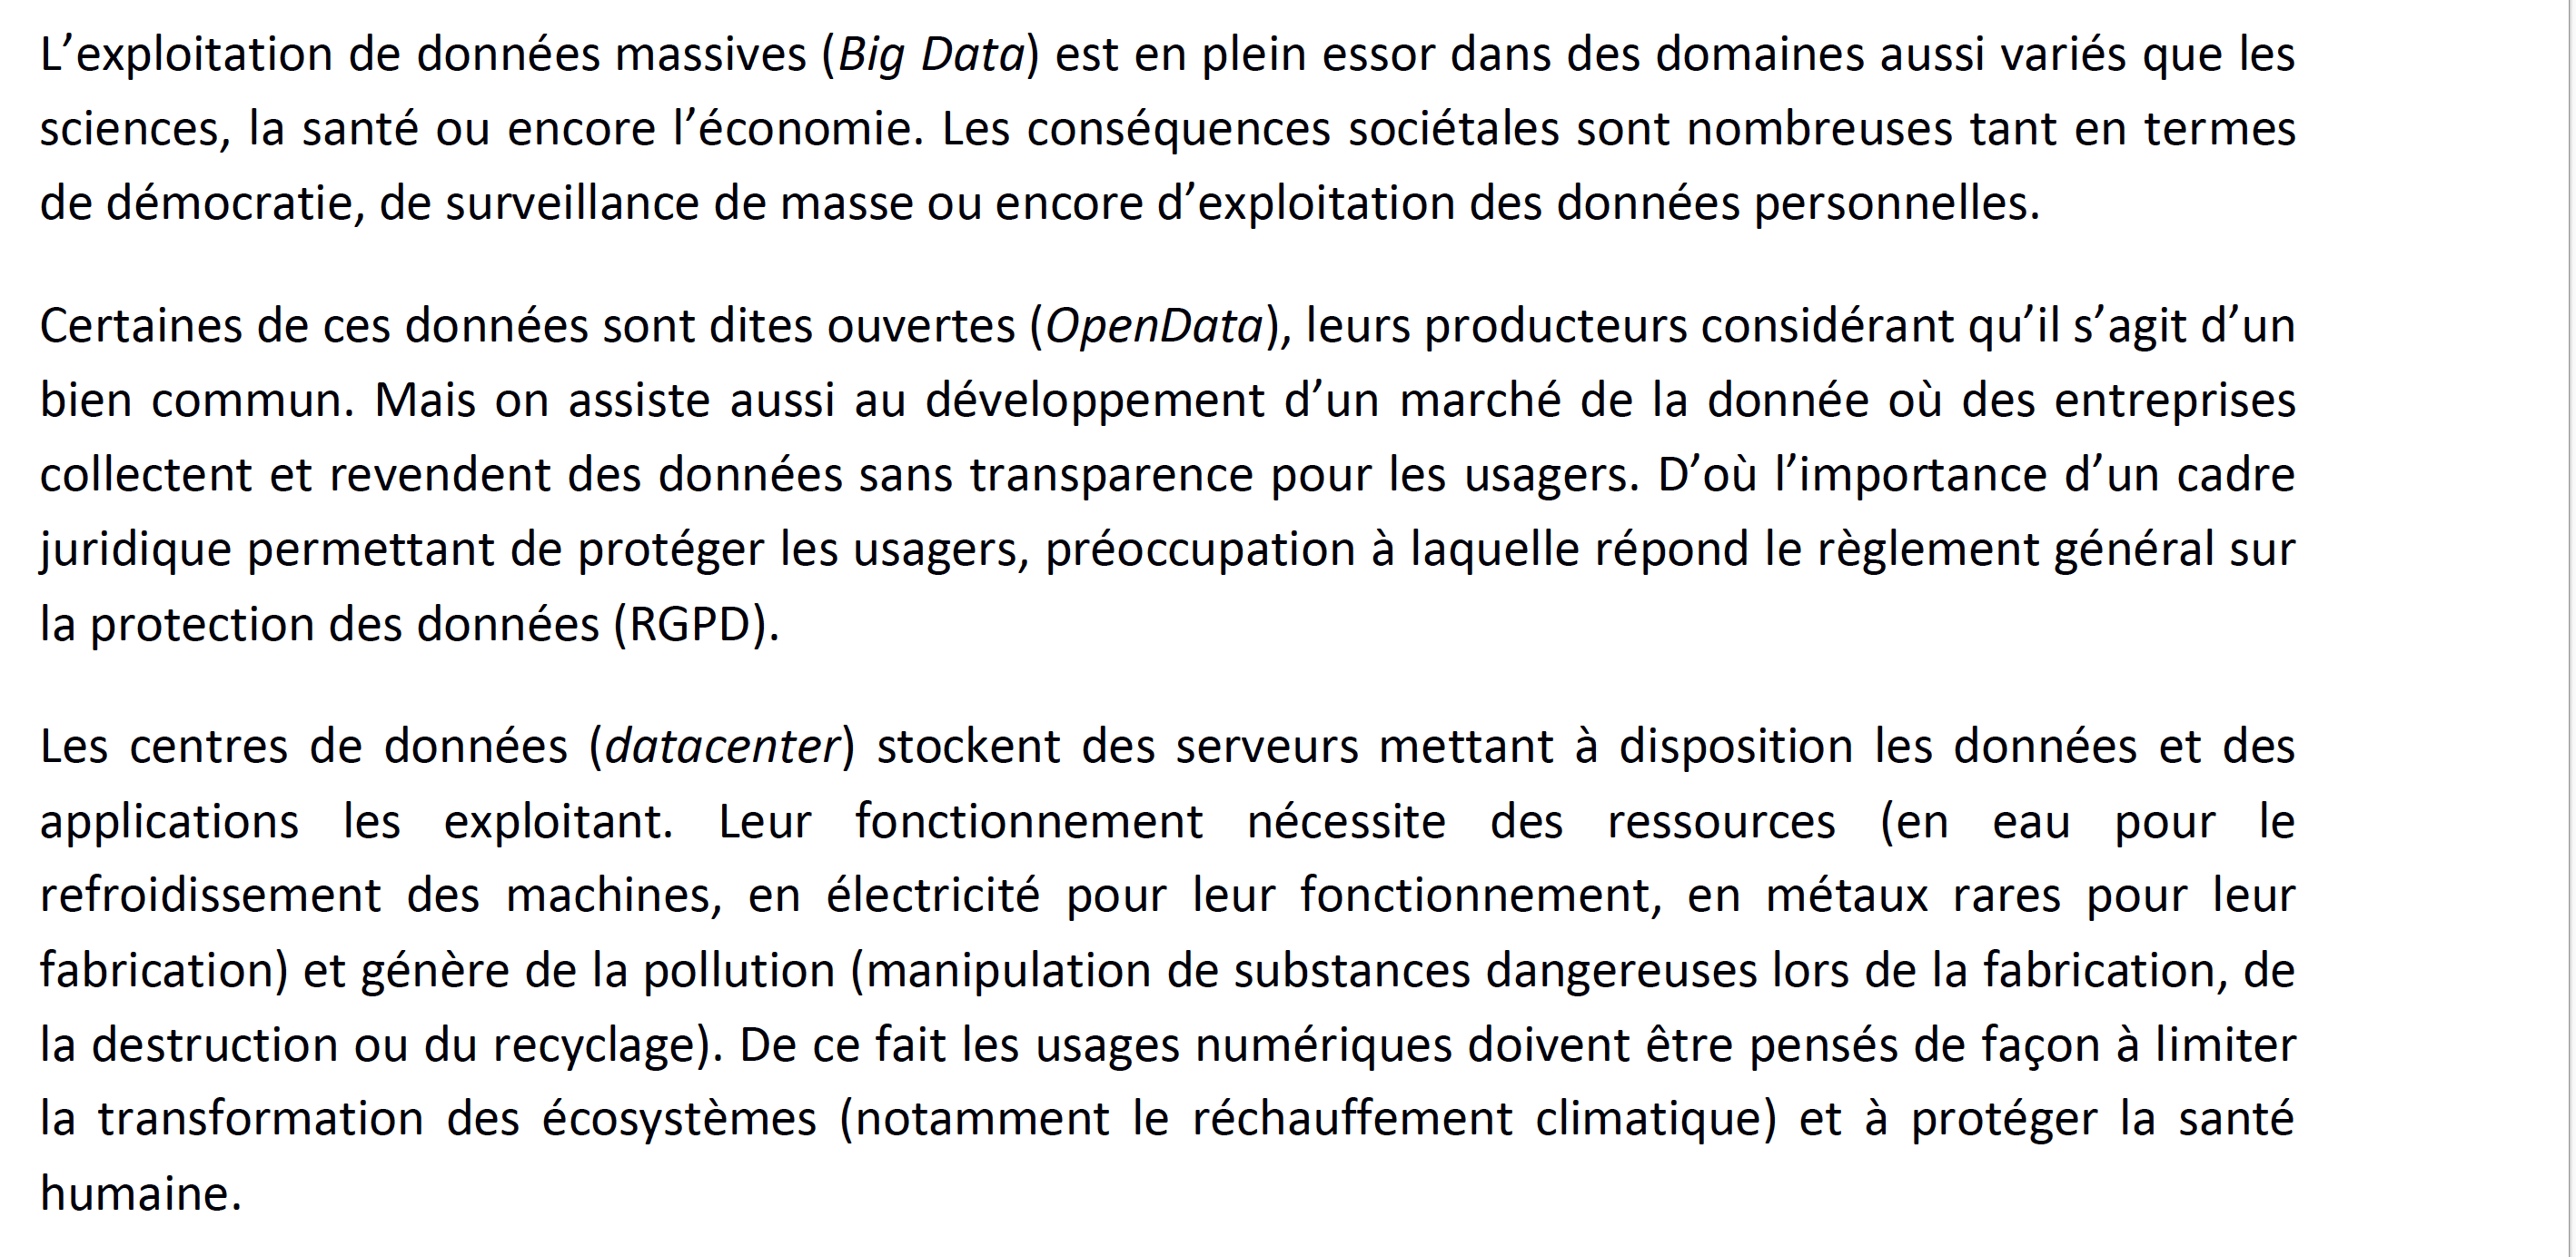 L’exploitation de données massives (Big Data) est en plein essor dans des domaines aussi variés que les
sciences, la santé ou encore l’économie. Les conséquences sociétales sont nombreuses tant en termes
de démocratie, de surveillance de masse ou encore d’exploitation des données personnelles.
Certaines de ces données sont dites ouvertes (OpenData), leurs producteurs considérant qu’il s’agit d’un
bien commun. Mais on assiste aussi au développement d’un marché de la donnée où des entreprises
collectent et revendent des données sans transparence pour les usagers. D’où l’importance d’un cadre
juridique permettant de protéger les usagers, préoccupation à laquelle répond le règlement général sur
la protection des données (RGPD).
Les centres de données (datacenter) stockent des serveurs mettant à disposition les données et des
applications les exploitant. Leur fonctionnement nécessite des ressources (en eau pour le
refroidissement des machines, en électricité pour leur fonctionnement, en métaux rares pour leur
fabrication) et génère de la pollution (manipulation de substances dangereuses lors de la fabrication, de
la destruction ou du recyclage). De ce fait les usages numériques doivent être pensés de façon à limiter
la transformation des écosystèmes (notamment le réchauffement climatique) et à protéger la santé
humaine.